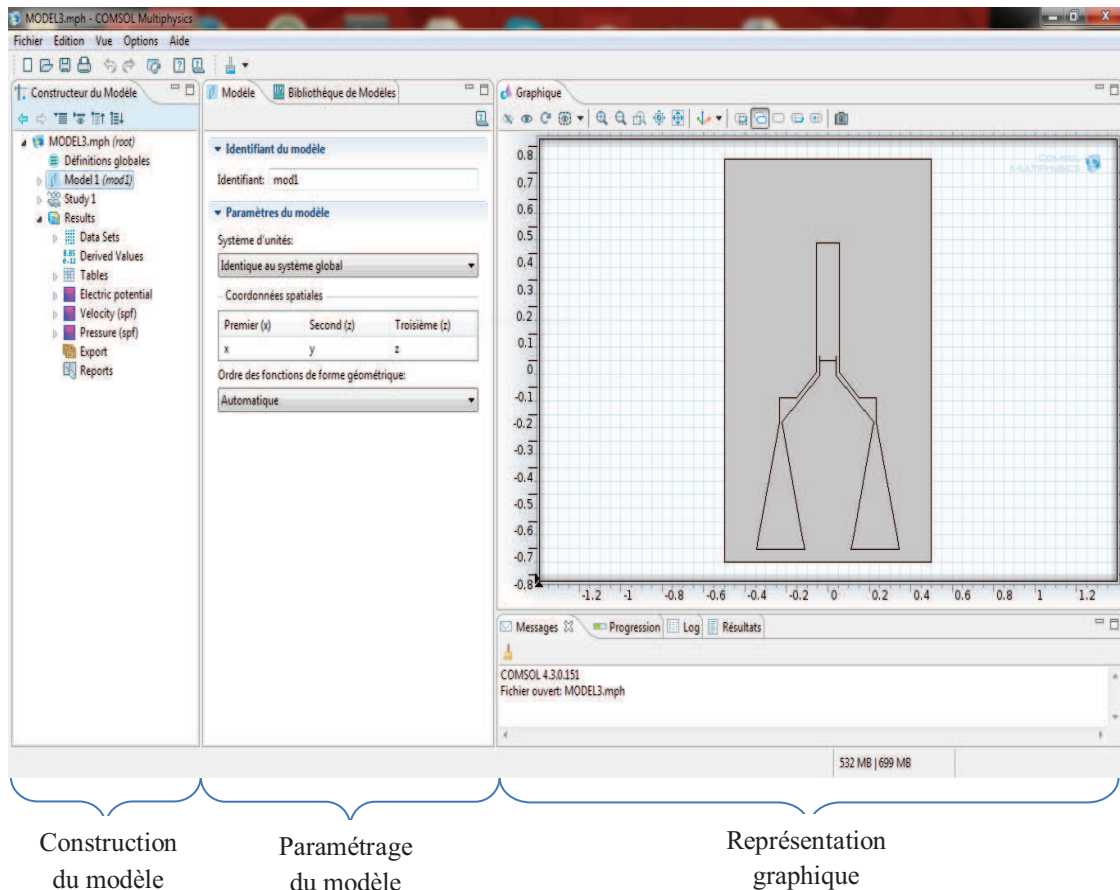 MODEL3.mph - COMSOL Multiphysics
Fichier Edition Vue Options Aide
Constructeur du Modèle
MODEL3.mph (root)
Définitions globales
Model 1 (mod1)
Study 1
Results
Data Sets
8.85
e-12
Derived Values
Tables
Electric potential
Velocity (spf)
Pressure (spf)
Export
Reports
Modèle Bibliothéque de Modèles
Identifiant du modèle
Identifiant: mod1
Paramètres du modèle
Système d'unités:
Identique au système global
Coordonnées spatiales
Premier (x) Second (z) Troisième (z)
x y z
Ordre des fonctions de forme géométrique:
Automatique
Graphique
COMSOL
MULTIPHYSICS
0.8
0.7
0.6
0.5
0.4
0.3
0.2
0.1
0
-0.1
-0.2
-0.3
-0.4
-0.5
-0.6
-0.7
-0.8
-1.2 -1 -0.8 -0.6 -0.4 -0.2 0 0.2 0.4 0.6 0.8 1 1.2
Messages Progression Log Résultats
COMSOL 4.3.0.151
Fichier ouvert: MODEL3.mph
532 MB | 699 MB
Construction
du modèle
Paramétrage
du modèle
Représentation
graphique